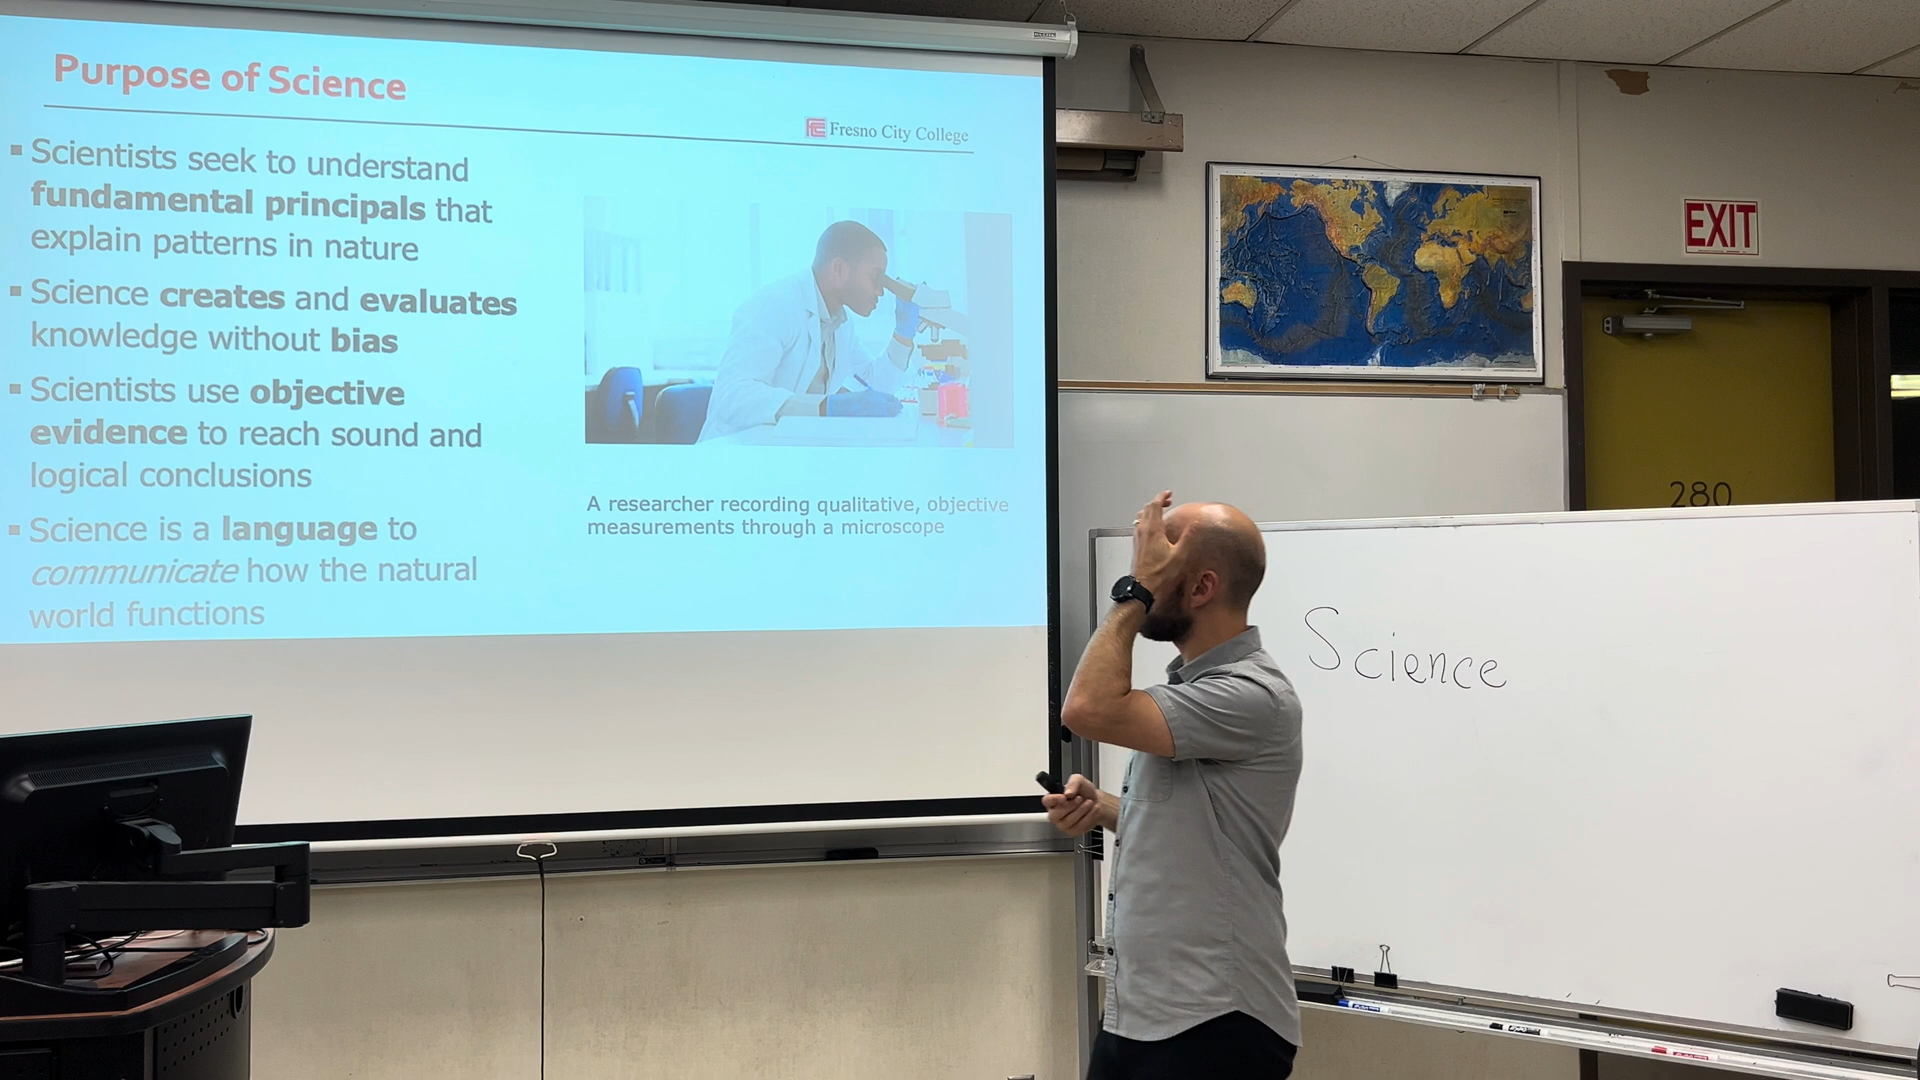 Purpose of Science
Fresno City College
▪ Scientists seek to understand
fundamental principals that
explain patterns in nature
▪ Science creates and evaluates
knowledge without bias
▪ Scientists use objective
evidence to reach sound and
logical conclusions
▪ Science is a language to
communicate how the natural
world functions
A researcher recording qualitative, objective
measurements through a microscope
EXIT
280
Science